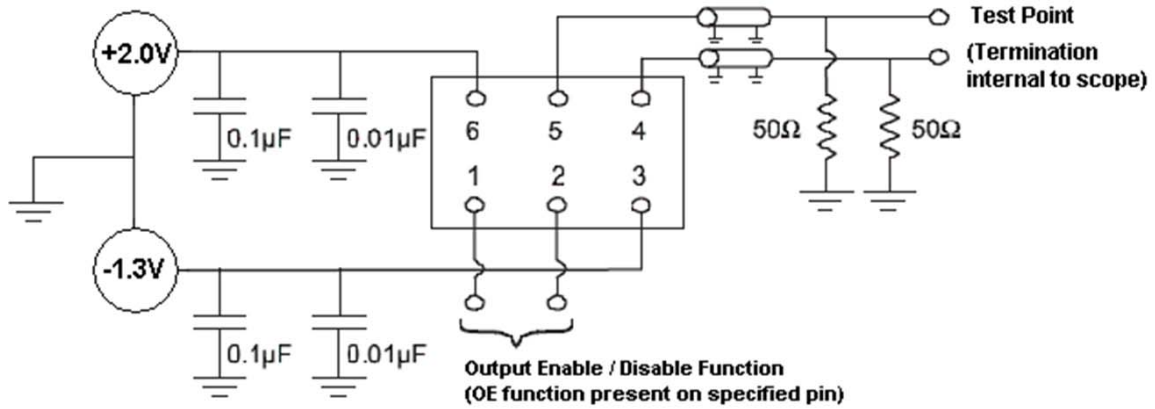 +2.0V
0.1µF
0.01µF
6
5
4
1
2
3
Test Point
(Termination
internal to scope)
50Ω
50Ω
-1.3V
0.1µF
0.01µF
Output Enable / Disable Function
(OE function present on specified pin)